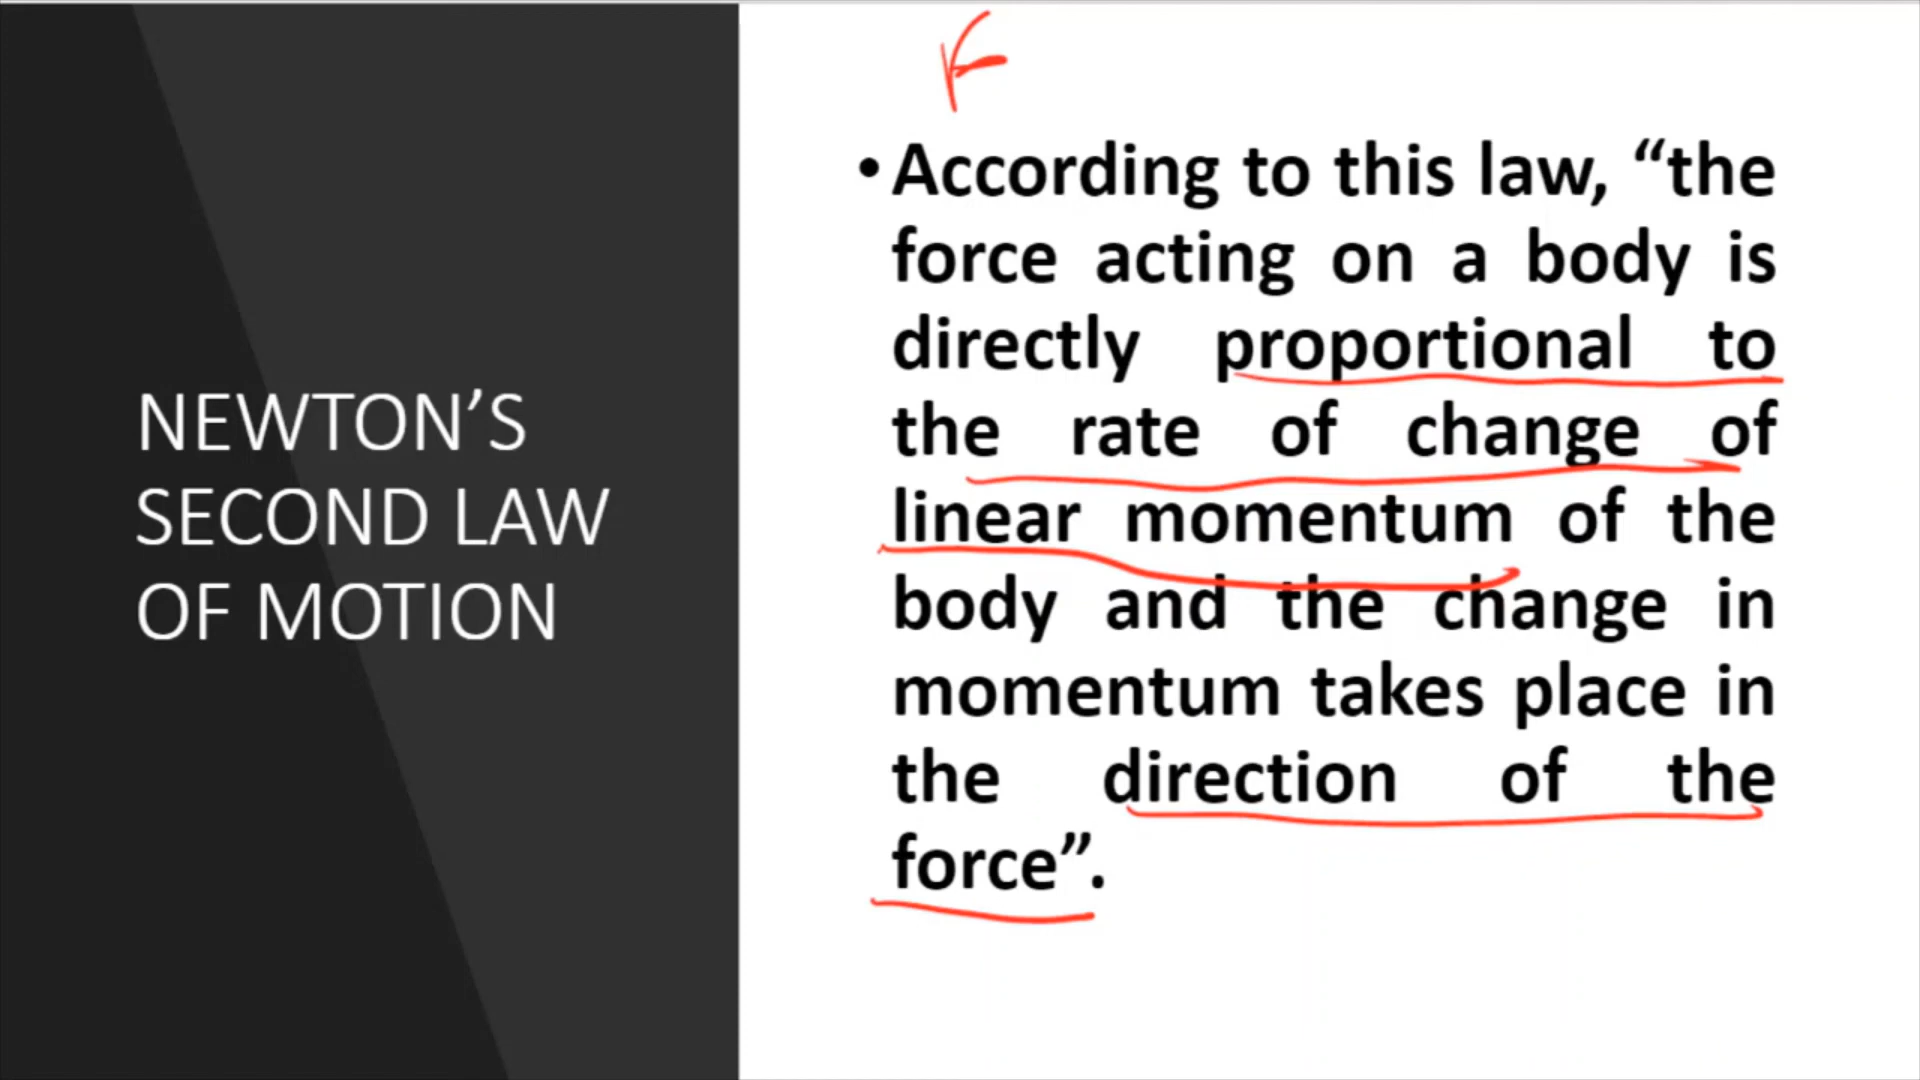 NEWTON’S
SECOND LAW
OF MOTION
F
• According to this law, “the
force acting on a body is
directly proportional to
the rate of change of
linear momentum of the
body and the change in
momentum takes place in
the direction of the
force”.